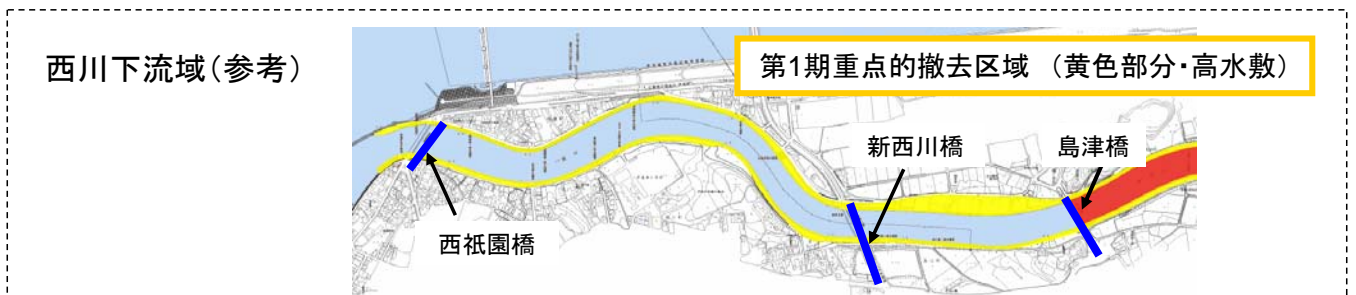 西川下流域(参考)
第1期重点的撤去区域 (黄色部分・高水敷)
新西川橋
島津橋
西祇園橋